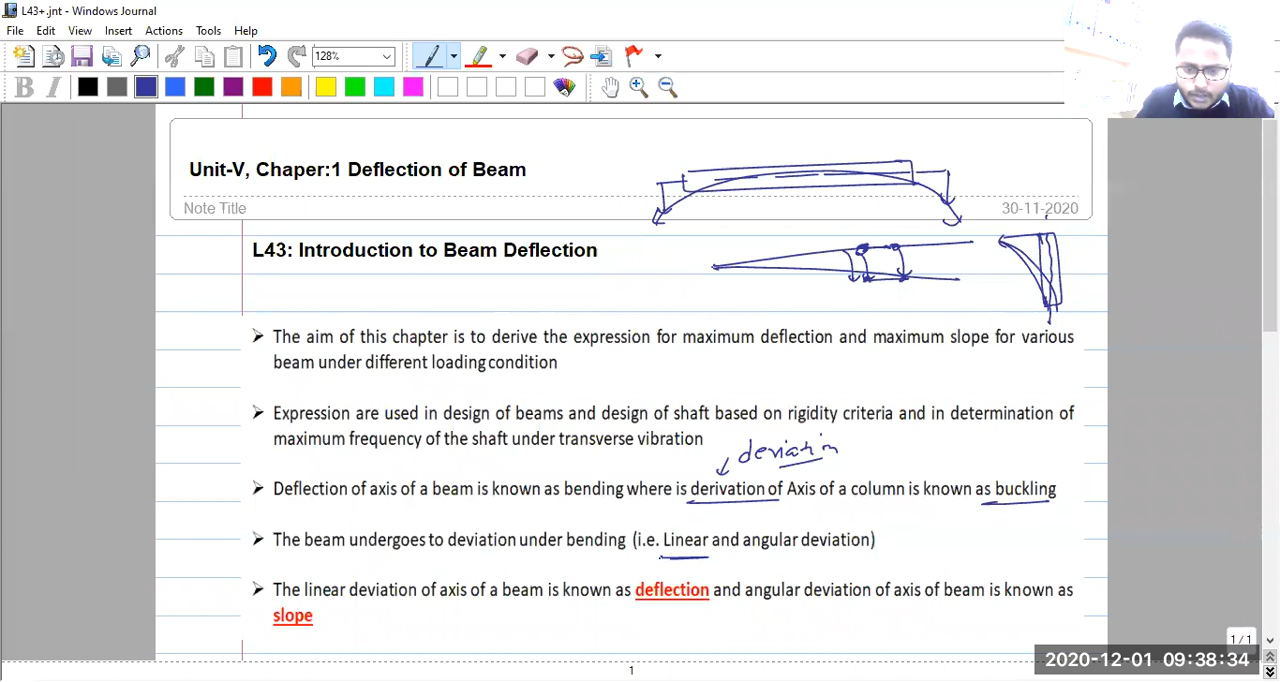 L43+.jnt - Windows Journal
File Edit View Insert Actions Tools Help
128%
B I
Unit-V, Chaper:1 Deflection of Beam
Note Title
30-11-2020
L43: Introduction to Beam Deflection
➢ The aim of this chapter is to derive the expression for maximum deflection and maximum slope for various
beam under different loading condition
➢ Expression are used in design of beams and design of shaft based on rigidity criteria and in determination of
maximum frequency of the shaft under transverse vibration
deviation
➢ Deflection of axis of a beam is known as bending where is derivation of Axis of a column is known as buckling
➢ The beam undergoes to deviation under bending (i.e. Linear and angular deviation)
➢ The linear deviation of axis of a beam is known as deflection and angular deviation of axis of beam is known as
slope
1 / 1
2020-12-01 09:38:34
1